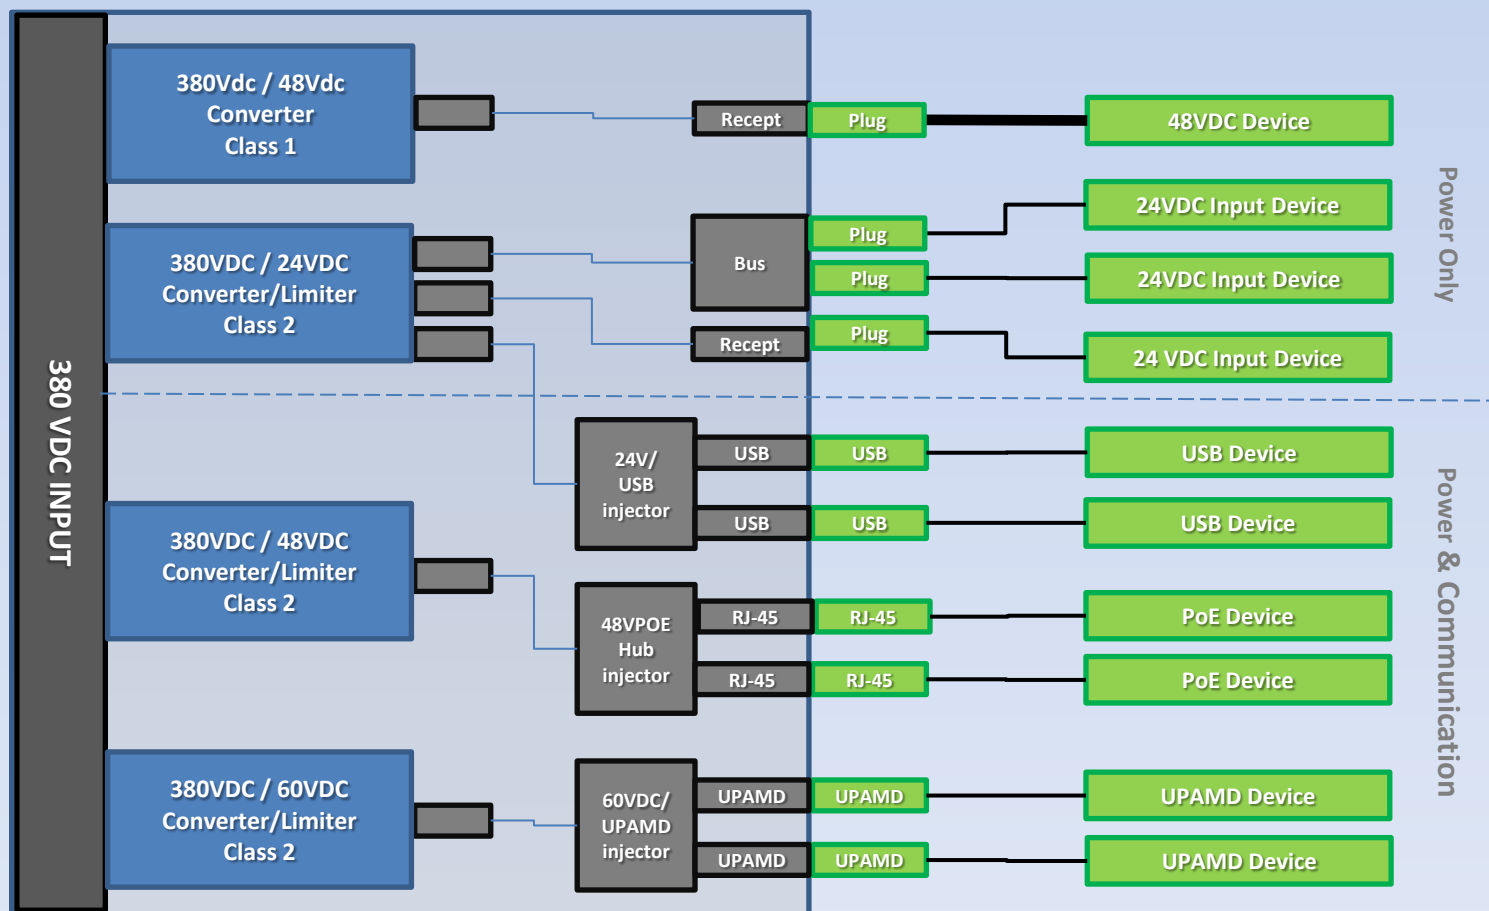 380 VDC INPUT
380Vdc / 48Vdc
Converter
Class 1
Recept
Plug
48VDC Device
380VDC / 24VDC
Converter/Limiter
Class 2
Bus
Plug
24VDC Input Device
Plug
24VDC Input Device
Recept
Plug
24 VDC Input Device
Power Only
24V/
USB
injector
USB
USB
USB Device
USB
USB
USB Device
380VDC / 48VDC
Converter/Limiter
Class 2
48VPOE
Hub
injector
RJ-45
RJ-45
PoE Device
RJ-45
RJ-45
PoE Device
380VDC / 60VDC
Converter/Limiter
Class 2
60VDC/
UPAMD
injector
UPAMD
UPAMD
UPAMD Device
UPAMD
UPAMD
UPAMD Device
Power & Communication